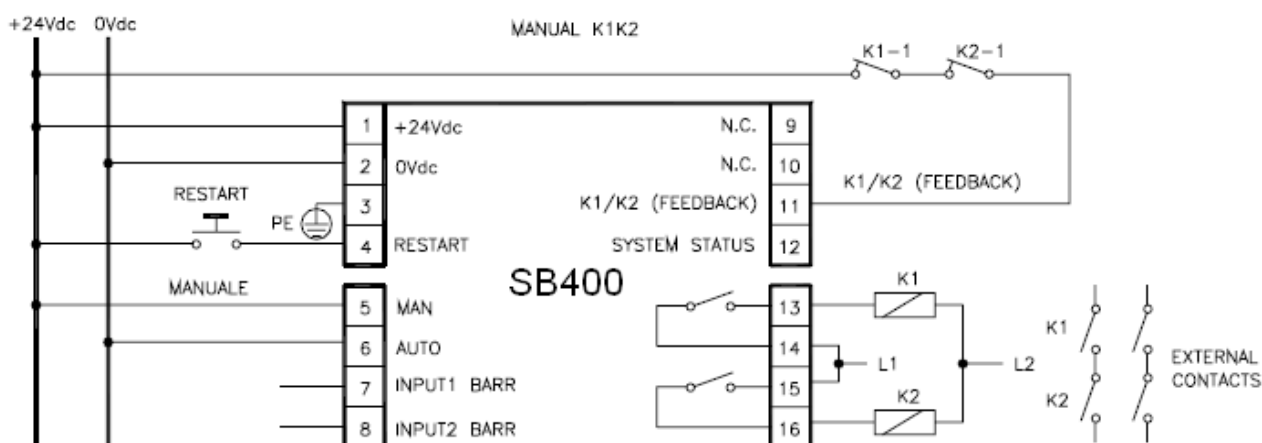 +24Vdc 0Vdc
MANUAL K1K2
K1-1 K2-1
1 +24Vdc N.C. 9
2 0Vdc N.C. 10
K1/K2 (FEEDBACK)
RESTART
PE 3 K1/K2 (FEEDBACK) 11
4 RESTART SYSTEM STATUS 12
SB400
MANUALE
K1
5 MAN 13
K1
6 AUTO 14
L1 L2
EXTERNAL
CONTACTS
7 INPUT1 BARR 15
K2
K2
8 INPUT2 BARR 16